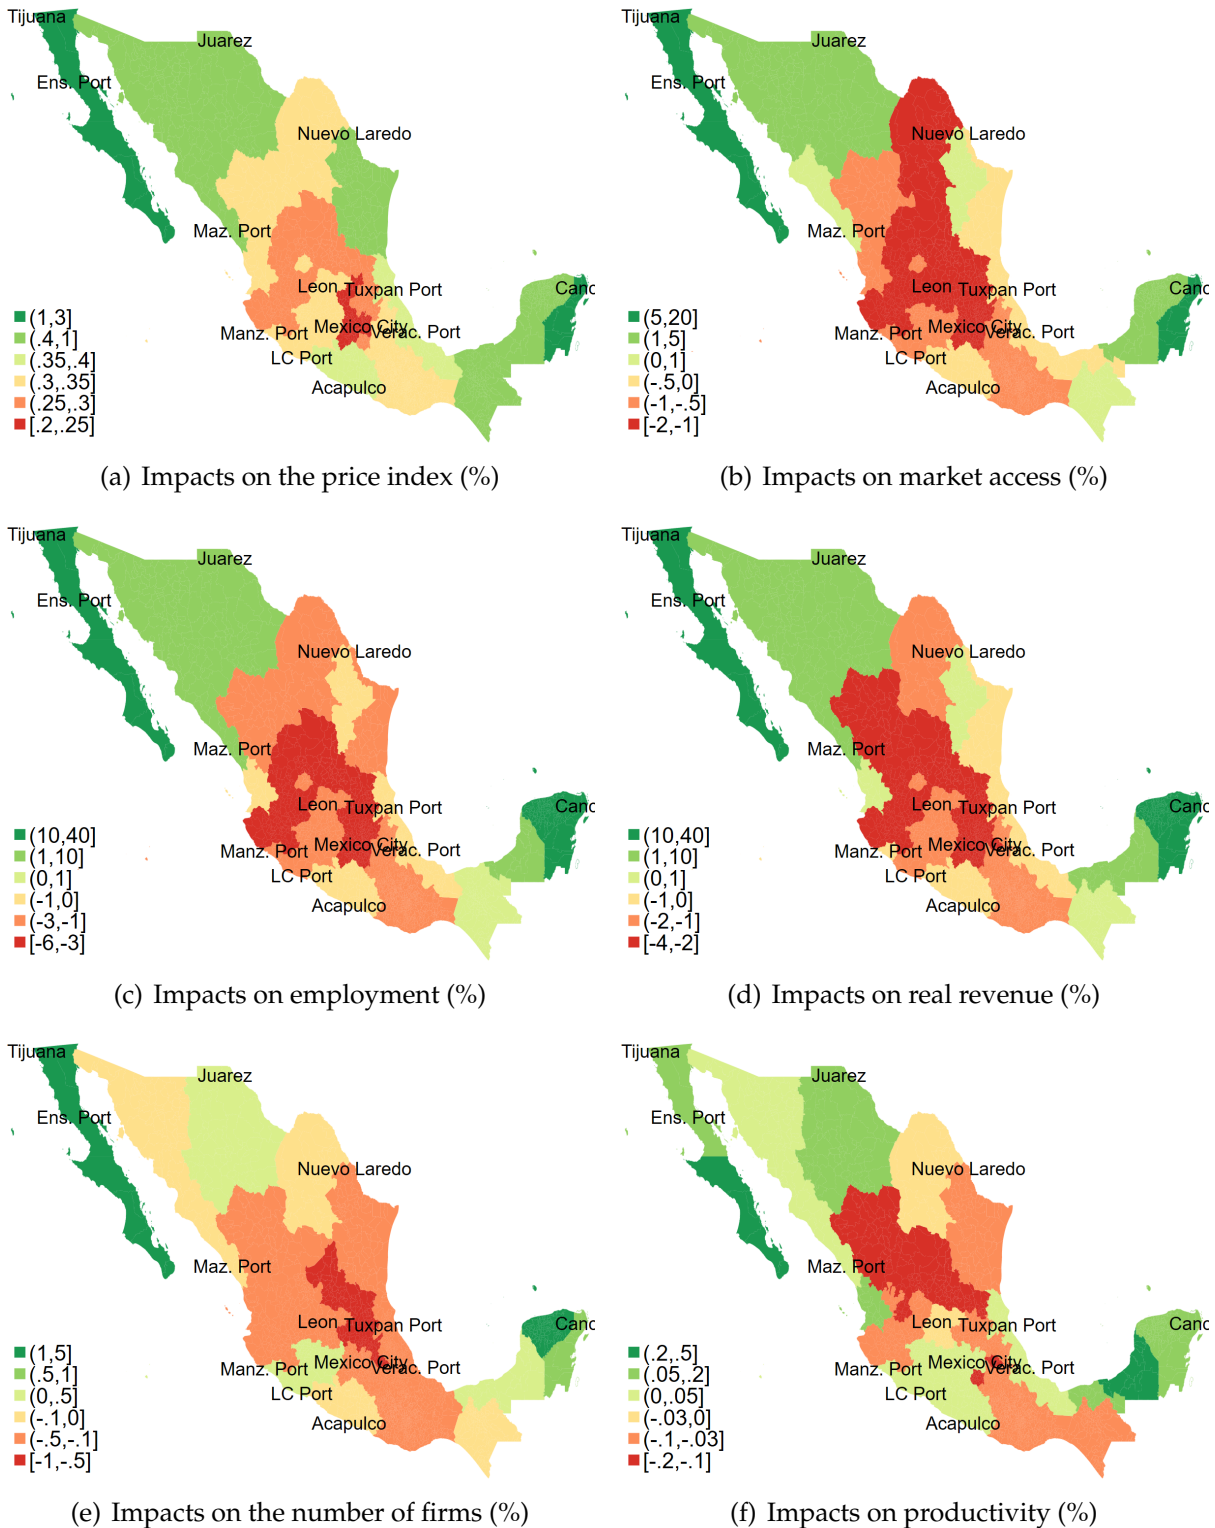 Tijuana
Juarez
Ens. Port
Nuevo Laredo
Maz. Port
Leon Tuxpan Port
Canc
Mexico City
Manz. Port
Verac. Port
LC Port
Acapulco
(1,3]
(.4,1]
(.35,.4]
(.3,.35]
(.25,.3]
[.2,.25]
(a) Impacts on the price index (%)
Tijuana
Juarez
Ens. Port
Nuevo Laredo
Maz. Port
Leon Tuxpan Port
Canc
Mexico City
Manz. Port
Verac. Port
LC Port
Acapulco
(5,20]
(1,5]
(0,1]
(-.5,0]
(-1,-.5]
[-2,-1]
(b) Impacts on market access (%)
Tijuana
Juarez
Ens. Port
Nuevo Laredo
Maz. Port
Leon Tuxpan Port
Canc
Mexico City
Manz. Port
Verac. Port
LC Port
Acapulco
(10,40]
(1,10]
(0,1]
(-1,0]
(-3,-1]
[-6,-3]
(c) Impacts on employment (%)
Tijuana
Juarez
Ens. Port
Nuevo Laredo
Maz. Port
Leon Tuxpan Port
Canc
Mexico City
Manz. Port
Verac. Port
LC Port
Acapulco
(10,40]
(1,10]
(0,1]
(-1,0]
(-2,-1]
[-4,-2]
(d) Impacts on real revenue (%)
Tijuana
Juarez
Ens. Port
Nuevo Laredo
Maz. Port
Leon Tuxpan Port
Canc
Mexico City
Manz. Port
Verac. Port
LC Port
Acapulco
(1,5]
(.5,1]
(0,.5]
(-.1,0]
(-.5,-.1]
[-1,-.5]
(e) Impacts on the number of firms (%)
Tijuana
Juarez
Ens. Port
Nuevo Laredo
Maz. Port
Leon Tuxpan Port
Canc
Mexico City
Manz. Port
Verac. Port
LC Port
Acapulco
(.2,.5]
(.05,.2]
(0,.05]
(-.03,0]
(-.1,-.03]
[-.2,-.1]
(f) Impacts on productivity (%)